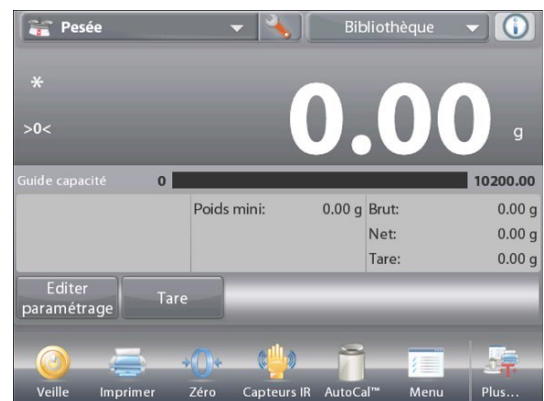 Pesée
Bibliothèque
*
>0<
0.00 g
Guide capacité 0 10200.00
Poids mini: 0.00 g Brut: 0.00 g
Net: 0.00 g
Tare: 0.00 g
Editer
paramétrage
Tare
Veille Imprimer Zéro Capteurs IR AutoCal™ Menu Plus...